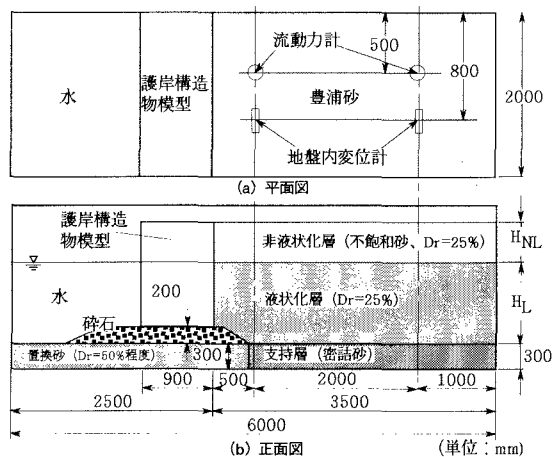 流動力計
500
800
2000
水
護岸構造
物模型
豊浦砂
地盤内変位計
(a) 平面図
護岸構造
物模型
非液状化層 (不飽和砂、Dr=25%)
H_NL
水
200
液状化層 (Dr=25%)
H_L
砕石
置換砂 (Dr=50%程度)
300
支持層 (密詰砂)
300
900
500
2000
1000
2500
3500
6000
(b) 正面図
(単位:mm)